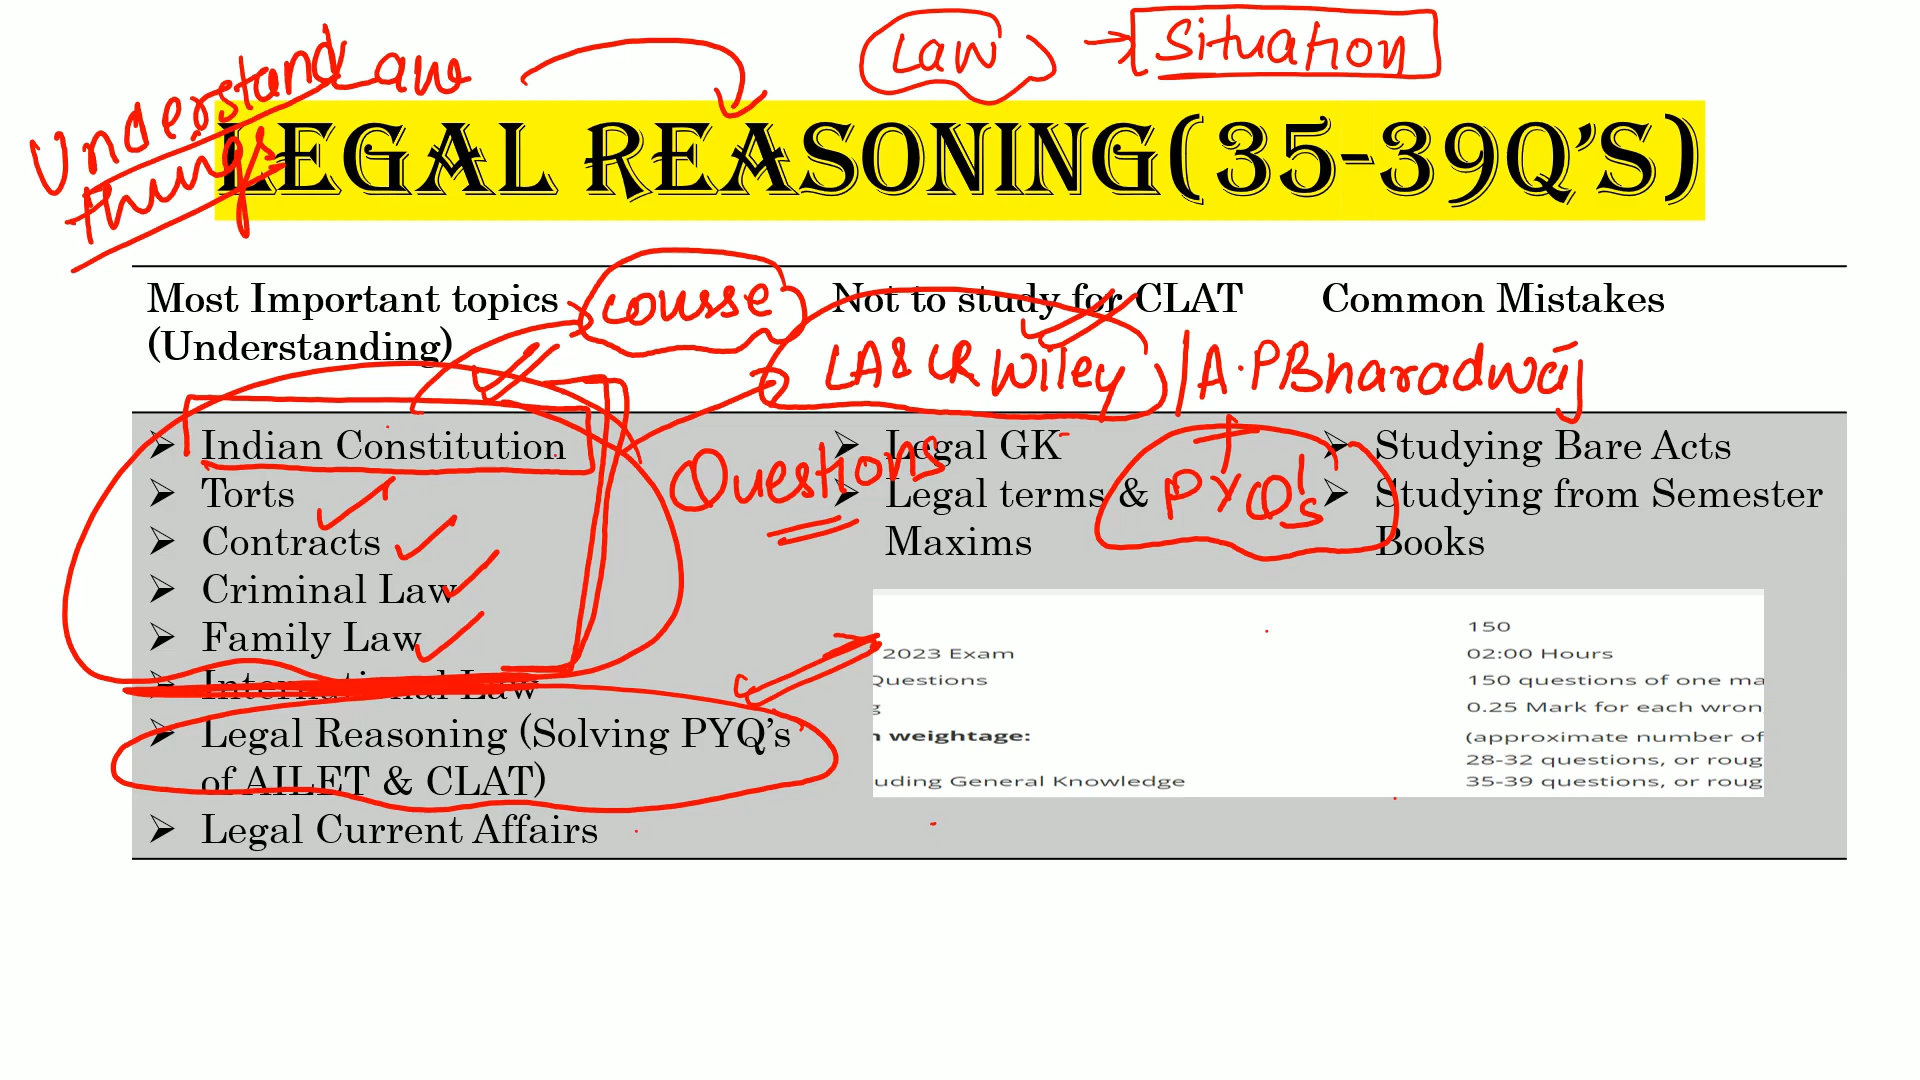 Law → Situation
Understand Law
things
LEGAL REASONING(35-39Q'S)
Most Important topics
(Understanding)
course
Not to study for CLAT
Common Mistakes
LA & LR Wiley / A.P Bharadwaj
➢ Indian Constitution
➢ Torts
➢ Contracts
➢ Criminal Law
➢ Family Law
➢ International Law
➢ Legal Reasoning (Solving PYQ's
of AILET & CLAT)
➢ Legal Current Affairs
Questions
➢ Legal GK
➢ Legal terms &
Maxims
PYQ's
➢ Studying Bare Acts
➢ Studying from Semester
Books
150
2023 Exam 02:00 Hours
Questions 150 questions of one ma
0.25 Mark for each wron
n weightage: (approximate number of
28-32 questions, or roug
uding General Knowledge 35-39 questions, or roug